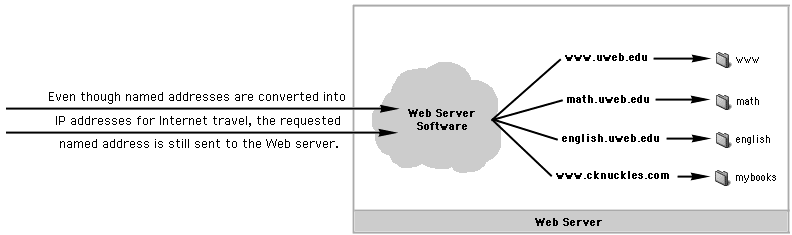 Even though named addresses are converted into
IP addresses for Internet travel, the requested
named address is still sent to the Web server.
Web Server
Software
www.uweb.edu
www
math.uweb.edu
math
english.uweb.edu
english
www.cknuckles.com
mybooks
Web Server